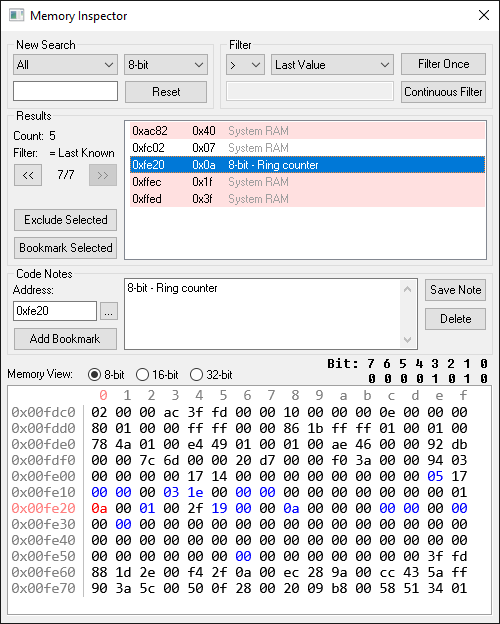 Memory Inspector
New Search
All 8-bit
Reset
Filter
> Last Value Filter Once
Continuous Filter
Results
Count: 5
Filter: = Last Known
<< 7/7 >>
Exclude Selected
Bookmark Selected
0xac82 0x40 System RAM
0xfc02 0x07 System RAM
0xfe20 0x0a 8-bit - Ring counter
0xffec 0x1f System RAM
0xffed 0x3f System RAM
Code Notes
Address:
0xfe20 ...
Add Bookmark
8-bit - Ring counter
Save Note
Delete
Memory View: 8-bit 16-bit 32-bit
Bit: 7 6 5 4 3 2 1 0
0 0 0 0 1 0 1 0
0 1 2 3 4 5 6 7 8 9 a b c d e f
0x00fdc0 02 00 00 ac 3f fd 00 00 10 00 00 00 0e 00 00 00
0x00fdd0 80 01 00 00 ff ff 00 00 86 1b ff ff 01 00 01 00
0x00fde0 78 4a 01 00 e4 49 01 00 01 00 ae 46 00 00 92 db
0x00fdf0 00 00 7c 6d 00 00 20 d7 00 00 f0 3a 00 00 94 03
0x00fe00 00 00 00 00 17 14 00 00 00 00 00 00 00 00 05 17
0x00fe10 00 00 00 03 1e 00 00 00 00 00 00 00 00 00 00 01
0x00fe20 0a 00 01 00 2f 19 00 00 0a 00 00 00 00 00 00 00
0x00fe30 00 00 00 00 00 00 00 00 00 00 00 00 00 00 00 00
0x00fe40 00 00 00 00 00 00 00 00 00 00 00 00 00 00 00 00
0x00fe50 00 00 00 00 00 00 00 00 00 00 00 00 00 00 3f fd
0x00fe60 88 1d 2e 00 f4 2f 0a 00 ec 28 9a 00 cc 43 5a ff
0x00fe70 90 3a 5c 00 50 0f 28 00 20 09 b8 00 58 51 34 01